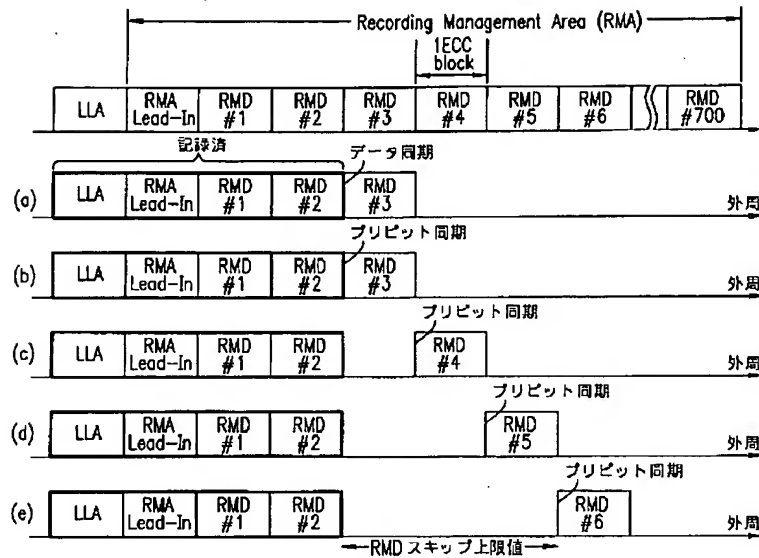 Recording Management Area (RMA)
1ECC
block
LLA
RMA
Lead-In
RMD
#1
RMD
#2
RMD
#3
RMD
#4
RMD
#5
RMD
#6
RMD
#700
記録済
データ同期
(a)
LLA
RMA
Lead-In
RMD
#1
RMD
#2
RMD
#3
外周
プリピット同期
(b)
LLA
RMA
Lead-In
RMD
#1
RMD
#2
RMD
#3
外周
プリピット同期
(c)
LLA
RMA
Lead-In
RMD
#1
RMD
#2
RMD
#4
外周
プリピット同期
(d)
LLA
RMA
Lead-In
RMD
#1
RMD
#2
RMD
#5
外周
プリピット同期
(e)
LLA
RMA
Lead-In
RMD
#1
RMD
#2
RMD
#6
外周
RMDスキップ上限値